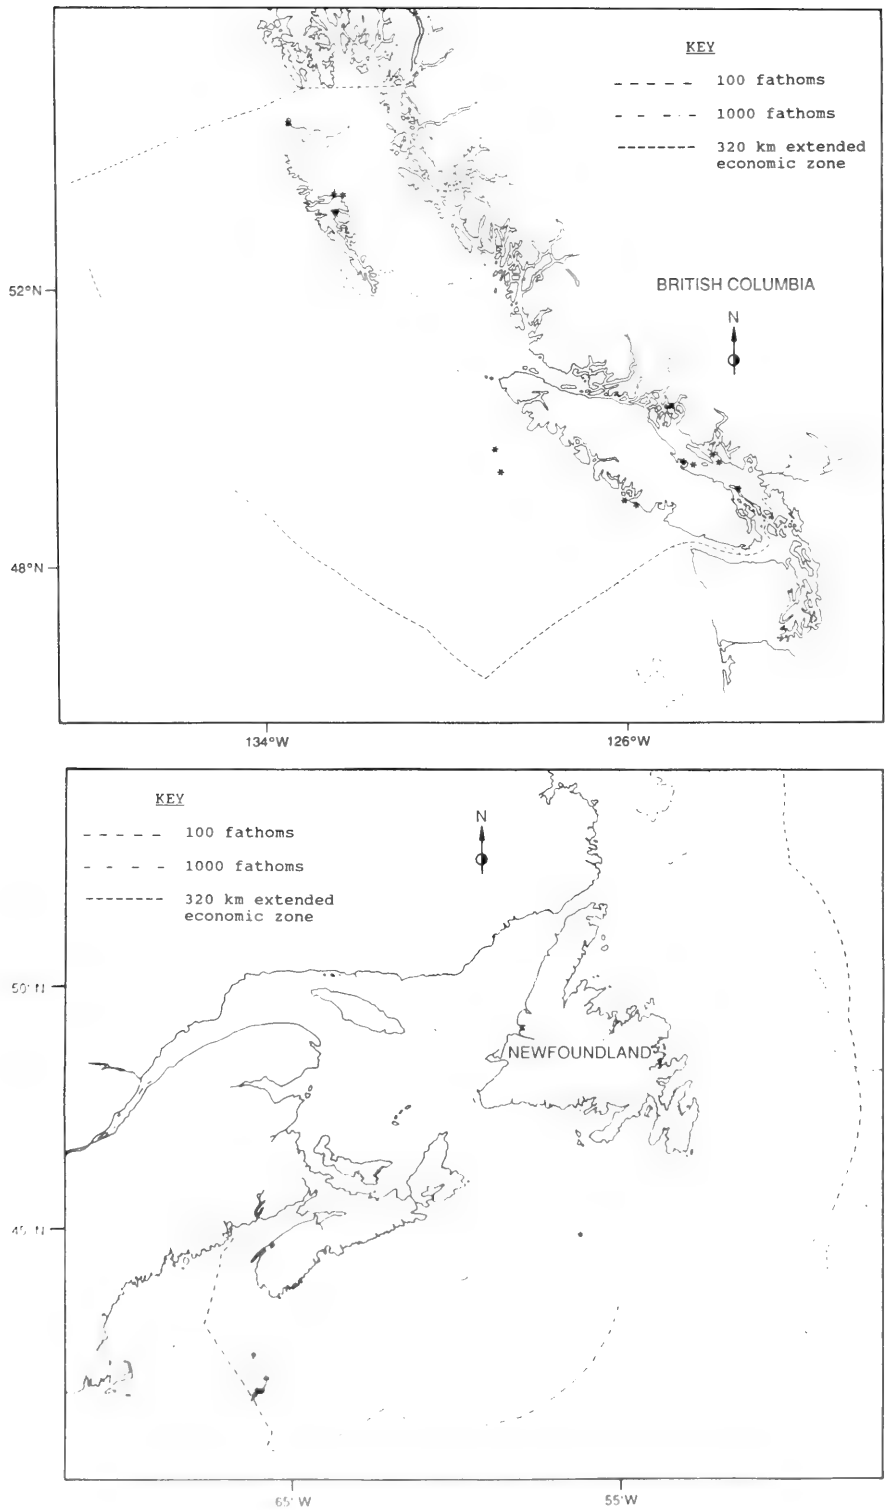 KEY
100 fathoms
1000 fathoms
320 km extended
economic zone
52°N
BRITISH COLUMBIA
N
48°N
134°W
126°W
KEY
N
100 fathoms
1000 fathoms
320 km extended
economic zone
50° N
NEWFOUNDLAND
45° N
65° W
55° W